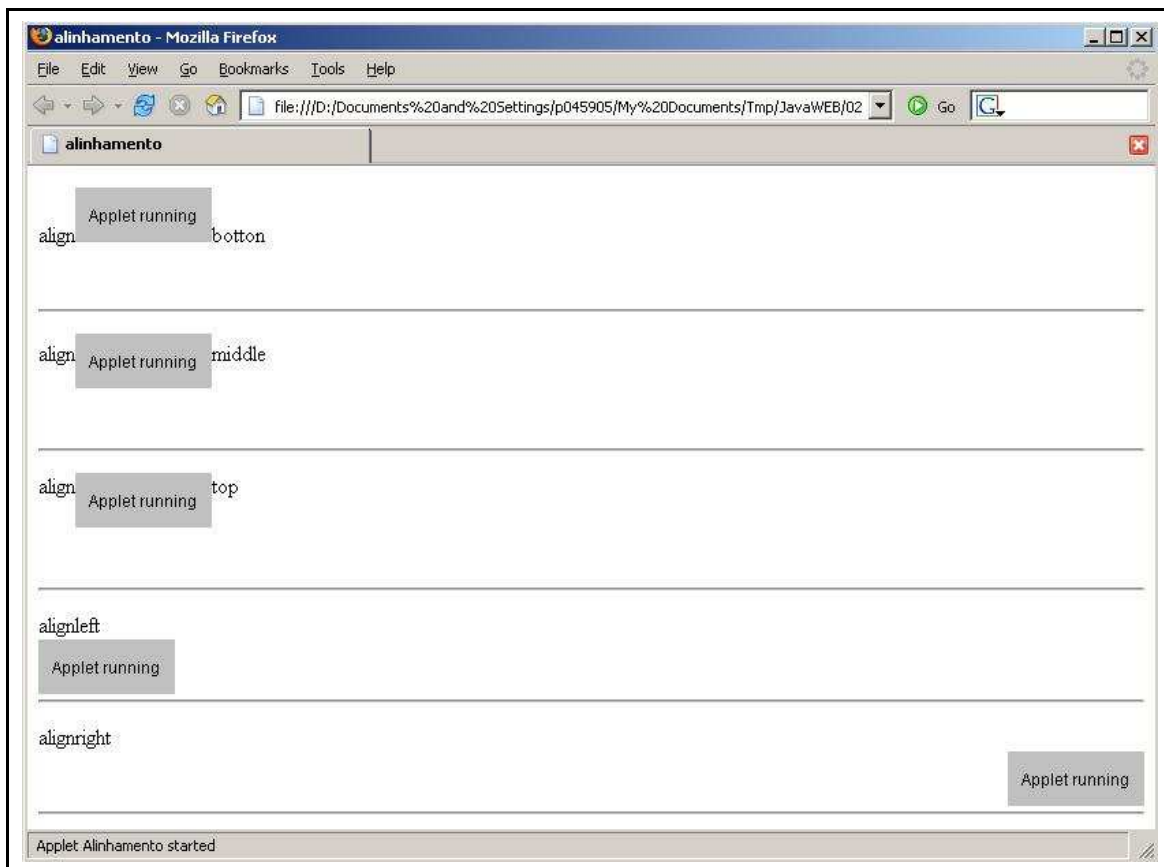 alinhamento - Mozilla Firefox
File Edit View Go Bookmarks Tools Help
file:///D:/Documents%20and%20Settings/p045905/My%20Documents/Tmp/JavaWEB/02 Go G
alinhamento
Applet running
align botton
align Applet running middle
align Applet running top
alignleft
Applet running
alignright
Applet running
Applet Alinhamento started